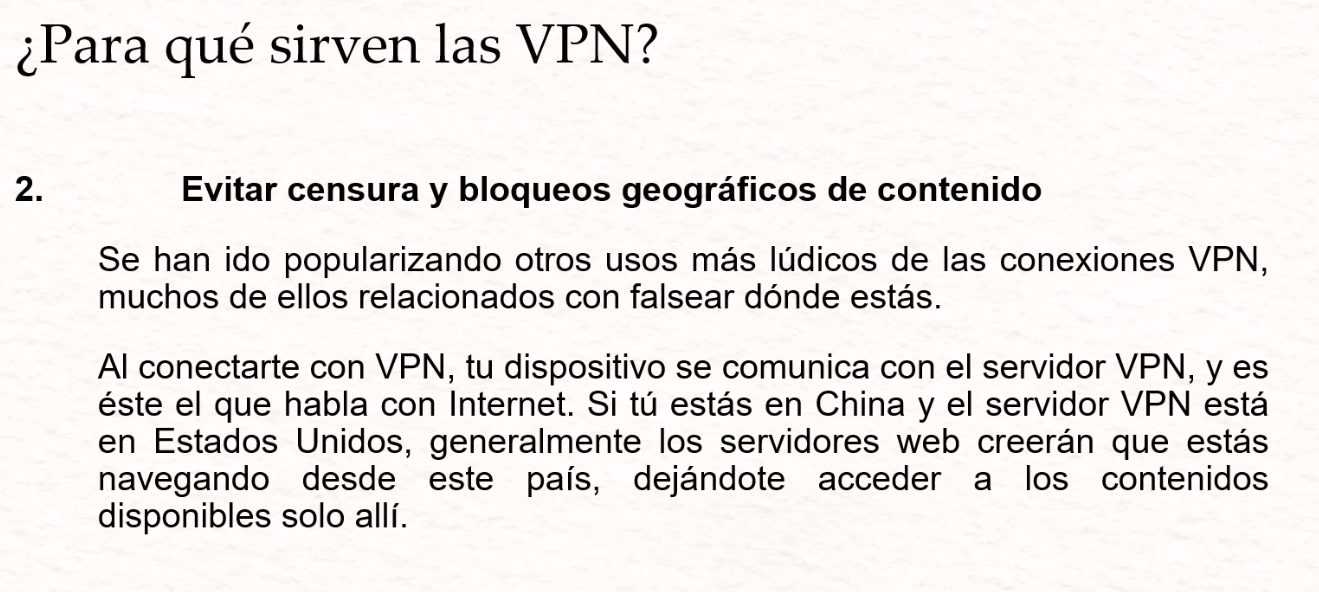 ¿Para qué sirven las VPN?
2. Evitar censura y bloqueos geográficos de contenido
Se han ido popularizando otros usos más lúdicos de las conexiones VPN,
muchos de ellos relacionados con falsear dónde estás.
Al conectarte con VPN, tu dispositivo se comunica con el servidor VPN, y es
éste el que habla con Internet. Si tú estás en China y el servidor VPN está
en Estados Unidos, generalmente los servidores web creerán que estás
navegando desde este país, dejándote acceder a los contenidos
disponibles solo allí.